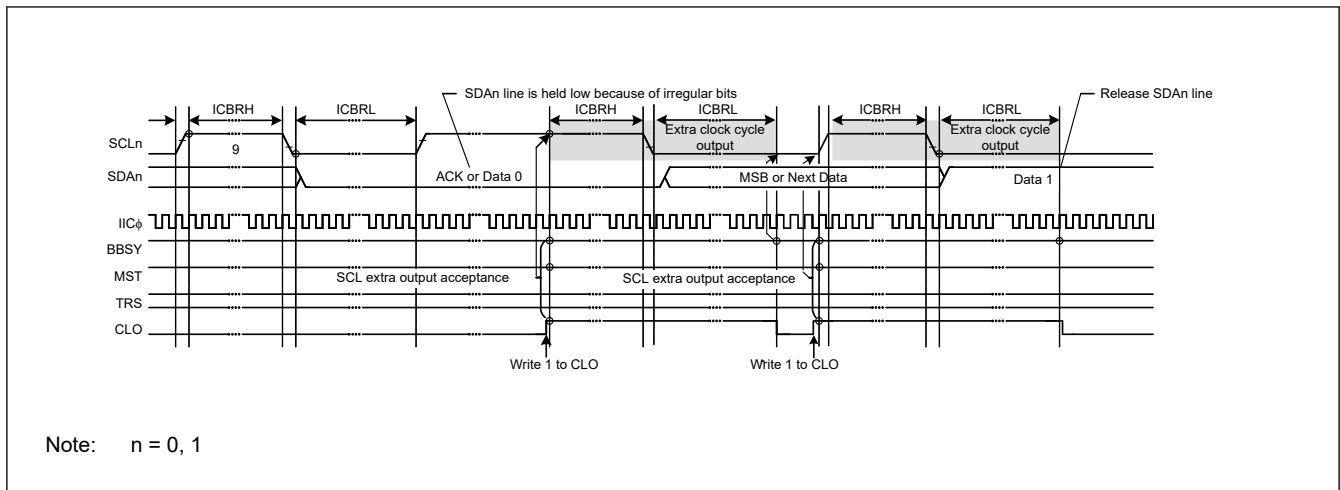 SDAn line is held low because of irregular bits
Release SDAn line
ICBRH
ICBRL
ICBRH
ICBRL
ICBRH
ICBRL
SCLn
9
Extra clock cycle
output
Extra clock cycle
output
SDAn
ACK or Data 0
MSB or Next Data
Data 1
IICϕ
BBSY
MST
SCL extra output acceptance
SCL extra output acceptance
TRS
CLO
Write 1 to CLO
Write 1 to CLO
Note: n = 0, 1